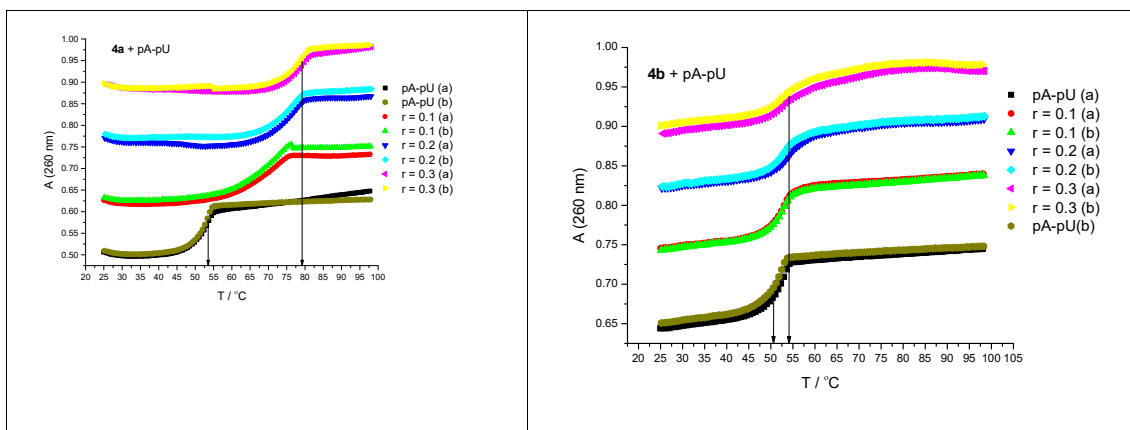 4a + pA-pU
A (260 nm)
1.00
0.95
0.90
0.85
0.80
0.75
0.70
0.65
0.60
0.55
0.50
20 25 30 35 40 45 50 55 60 65 70 75 80 85 90 95 100
T / °C
pA-pU (a)
pA-pU (b)
r = 0.1 (a)
r = 0.1 (b)
r = 0.2 (a)
r = 0.2 (b)
r = 0.3 (a)
r = 0.3 (b)
4b + pA-pU
A (260 nm)
1.00
0.95
0.90
0.85
0.80
0.75
0.70
0.65
20 25 30 35 40 45 50 55 60 65 70 75 80 85 90 95 100 105
T / °C
pA-pU (a)
r = 0.1 (a)
r = 0.1 (b)
r = 0.2 (a)
r = 0.2 (b)
r = 0.3 (a)
r = 0.3 (b)
pA-pU(b)